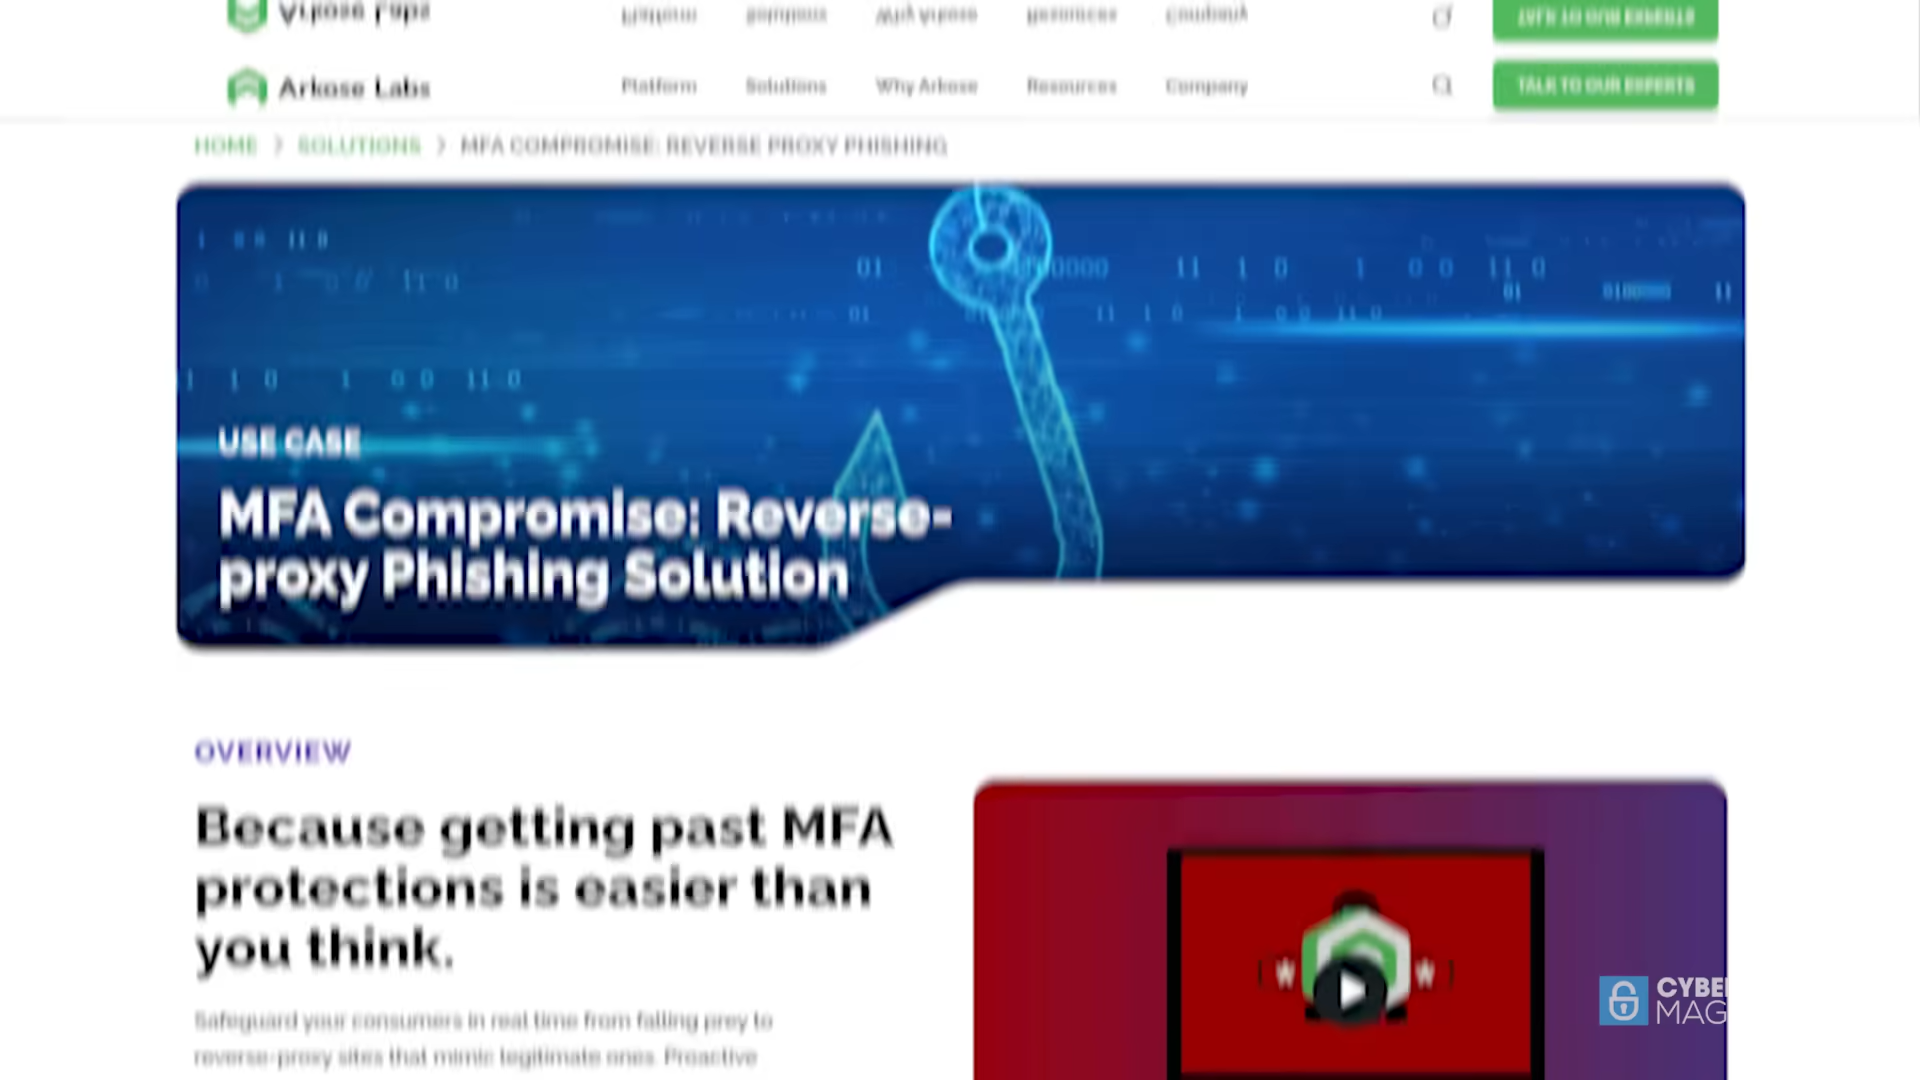 Arkose Labs
Platform Solutions Why Arkose Resources Company
TALK TO OUR EXPERTS
HOME > SOLUTIONS > MFA COMPROMISE: REVERSE PROXY PHISHING
USE CASE
MFA Compromise: Reverse-
proxy Phishing Solution
OVERVIEW
Because getting past MFA
protections is easier than
you think.
Safeguard your consumers in real time from falling prey to
reverse-proxy sites that mimic legitimate ones. Proactive
W W
CYBER
MAG